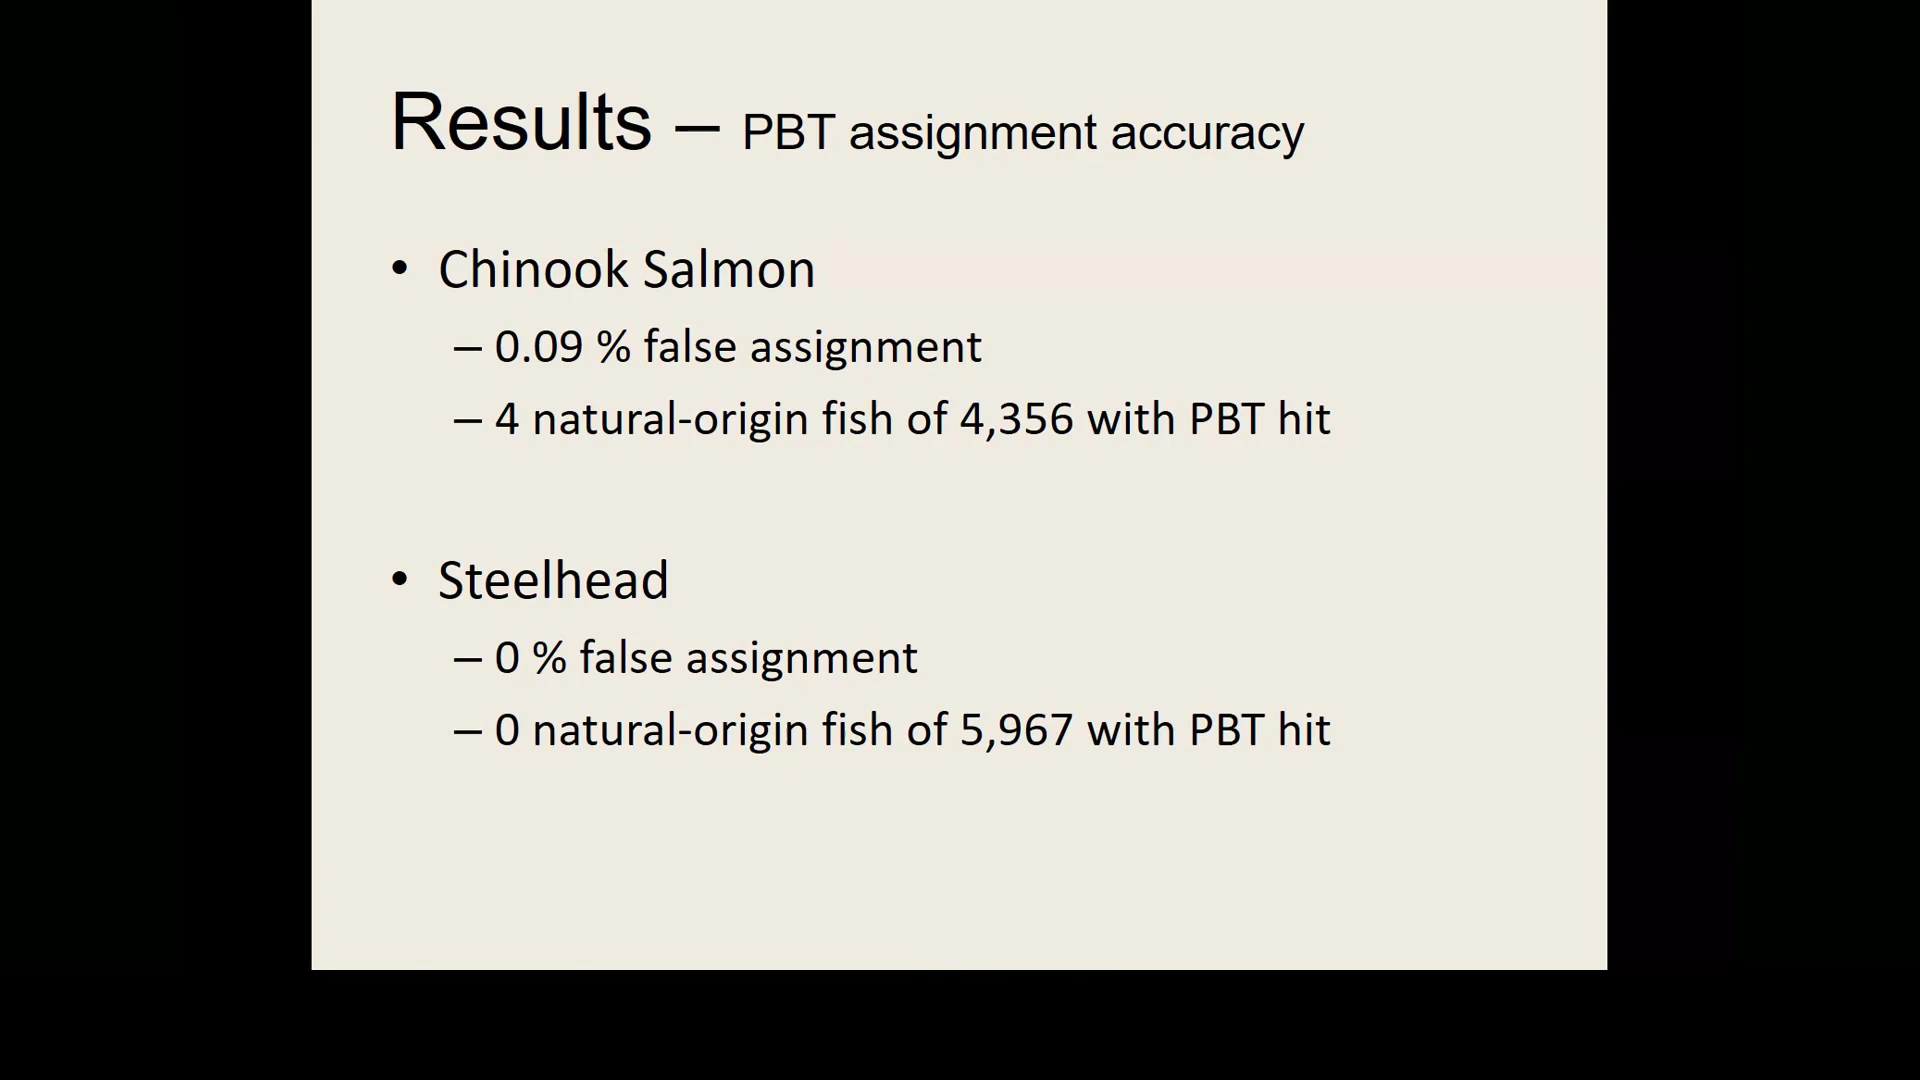 Results – PBT assignment accuracy
• Chinook Salmon
– 0.09 % false assignment
– 4 natural-origin fish of 4,356 with PBT hit
• Steelhead
– 0 % false assignment
– 0 natural-origin fish of 5,967 with PBT hit